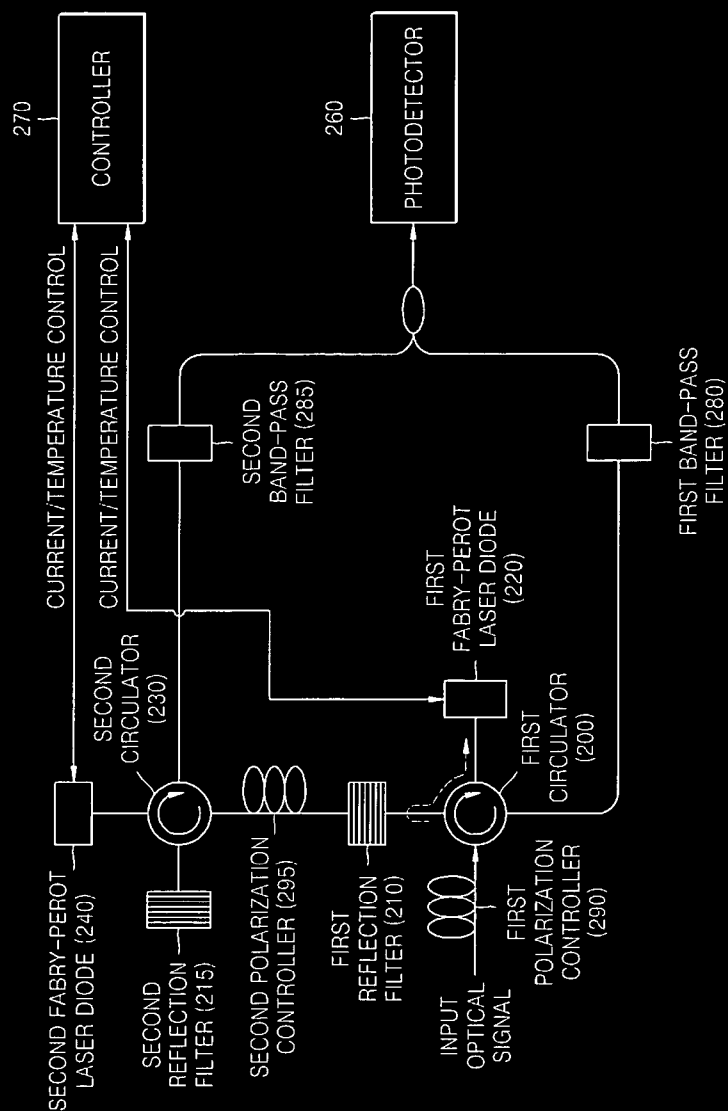 270
CONTROLLER
260
PHOTODETECTOR
CURRENT/TEMPERATURE CONTROL
CURRENT/TEMPERATURE CONTROL
SECOND
BAND-PASS
FILTER (285)
FIRST BAND-PASS
FILTER (280)
FIRST
FABRY-PEROT
LASER DIODE
(220)
SECOND
CIRCULATOR
(230)
FIRST
CIRCULATOR
(200)
SECOND FABRY-PEROT
LASER DIODE (240)
SECOND
REFLECTION
FILTER (215)
SECOND POLARIZATION
CONTROLLER (295)
FIRST
REFLECTION
FILTER (210)
INPUT
OPTICAL
SIGNAL
FIRST
POLARIZATION
CONTROLLER
(290)